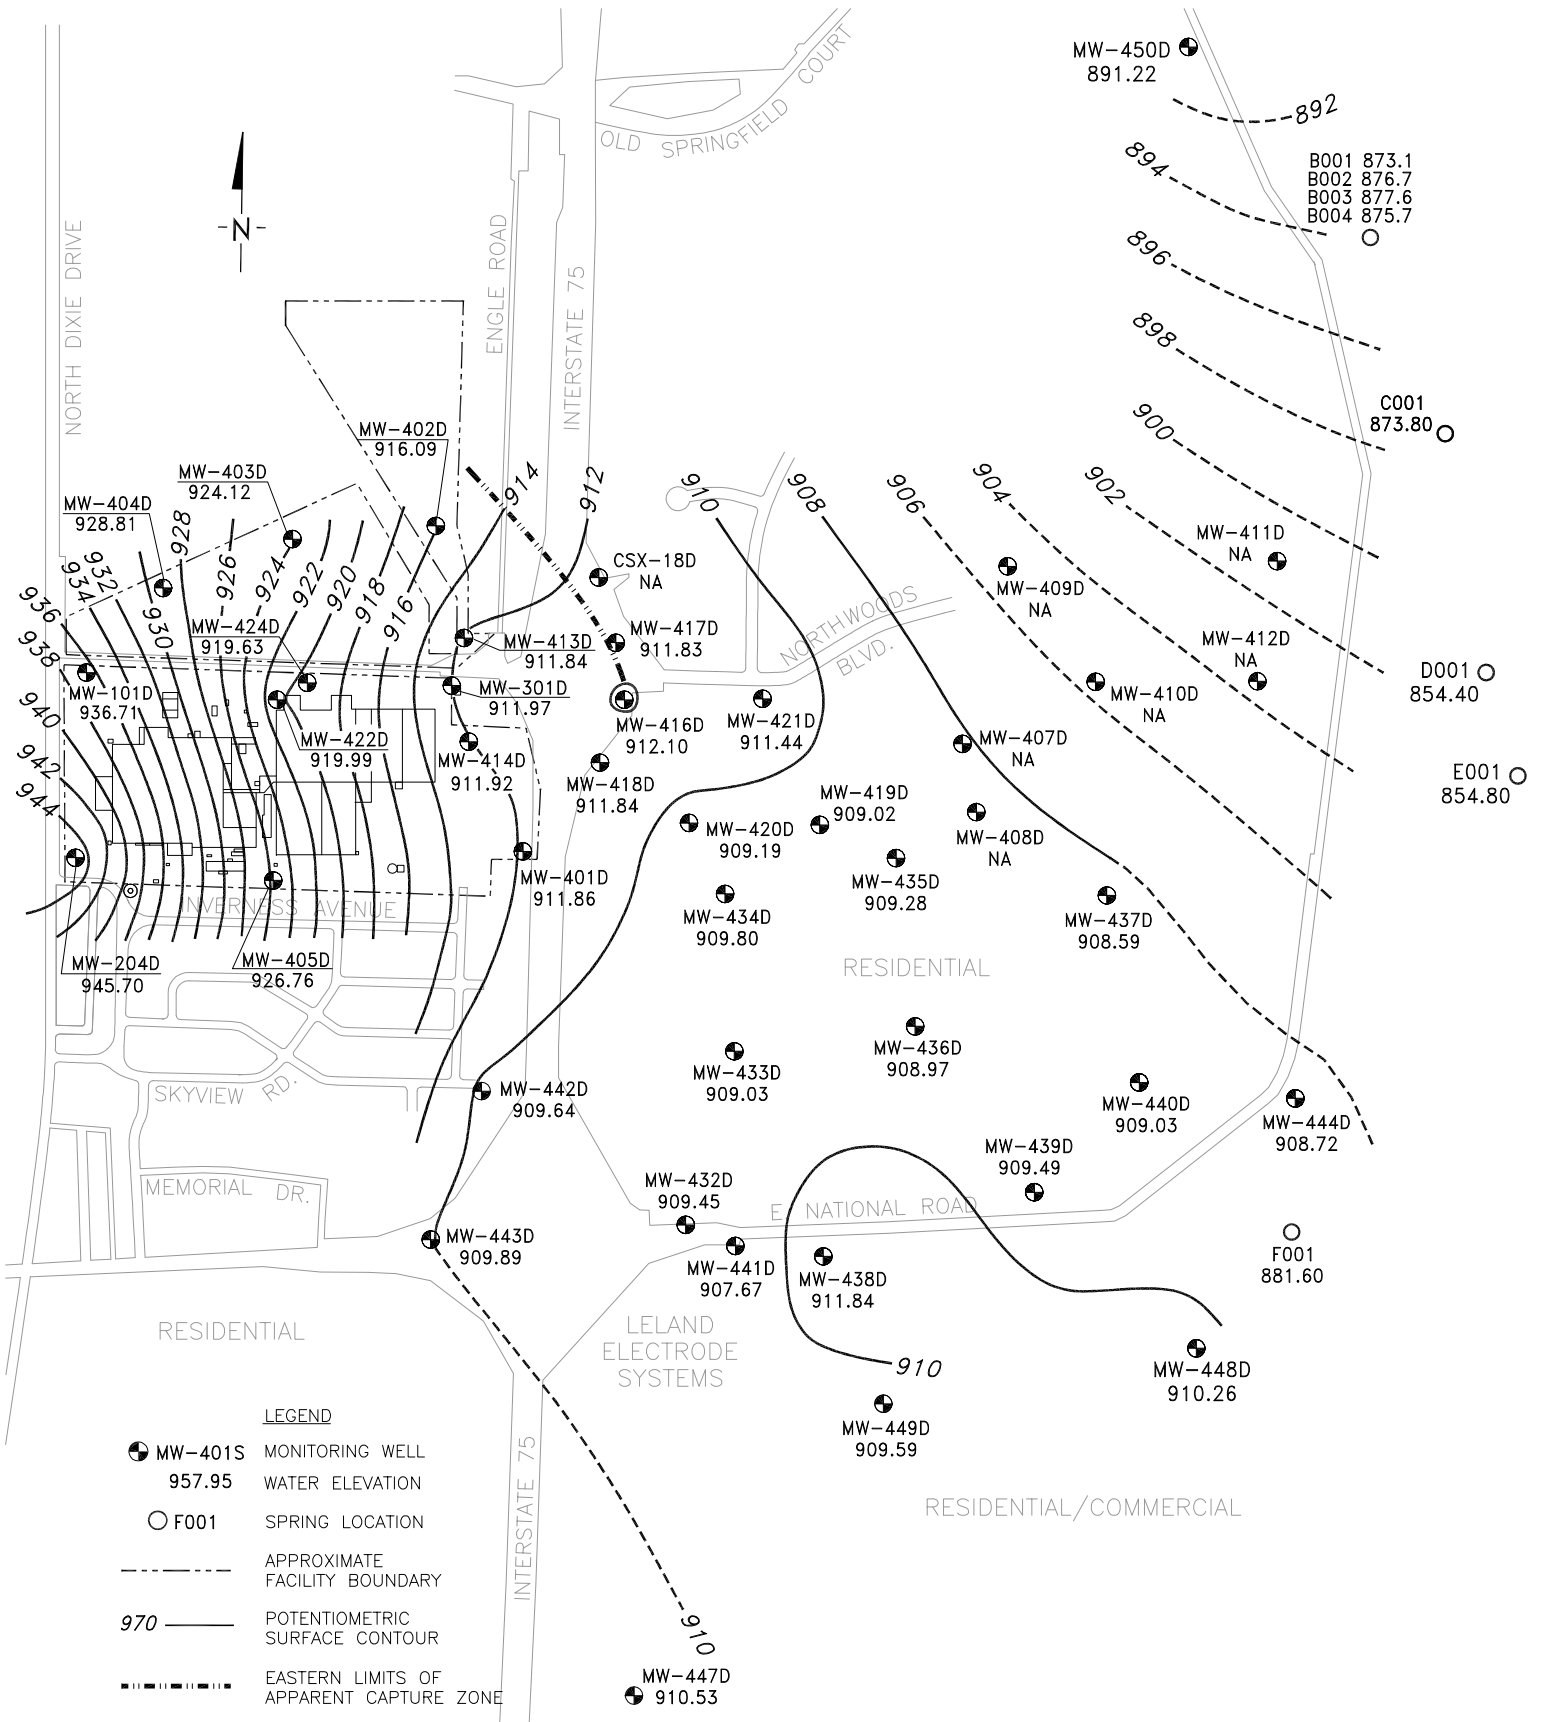 MW-450D
891.22
892
OLD SPRINGFIELD COURT
894
B001 873.1
B002 876.7
B003 877.6
B004 875.7
-N-
NORTH DIXIE DRIVE
ENGLE ROAD
INTERSTATE 75
896
898
C001
873.80
900
MW-402D
916.09
MW-403D
924.12
MW-404D
928.81
914
912
910
908
906
904
902
928
926
924
922
920
918
916
930
932
934
936
938
940
942
944
MW-411D
NA
CSX-18D
NA
MW-409D
NA
NORTHWOODS
BLVD.
MW-424D
919.63
MW-413D
911.84
MW-417D
911.83
MW-412D
NA
D001
854.40
MW-101D
936.71
MW-301D
911.97
MW-410D
NA
MW-416D
912.10
MW-421D
911.44
MW-422D
919.99
MW-414D
911.92
MW-407D
NA
E001
854.80
MW-418D
911.84
MW-419D
909.02
MW-420D
909.19
MW-408D
NA
MW-401D
911.86
MW-435D
909.28
MW-434D
909.80
MW-437D
908.59
INVERNESS AVENUE
MW-204D
945.70
MW-405D
926.76
RESIDENTIAL
MW-436D
908.97
MW-433D
909.03
SKYVIEW RD.
MW-442D
909.64
MW-440D
909.03
MW-444D
908.72
MW-439D
909.49
MW-432D
909.45
MEMORIAL DR.
E. NATIONAL ROAD
MW-443D
909.89
MW-441D
907.67
MW-438D
911.84
F001
881.60
RESIDENTIAL
LELAND
ELECTRODE
SYSTEMS
910
MW-448D
910.26
MW-449D
909.59
INTERSTATE 75
RESIDENTIAL/COMMERCIAL
910
MW-447D
910.53
LEGEND
MW-401S MONITORING WELL
957.95 WATER ELEVATION
F001 SPRING LOCATION
APPROXIMATE
FACILITY BOUNDARY
970 POTENTIOMETRIC
SURFACE CONTOUR
EASTERN LIMITS OF
APPARENT CAPTURE ZONE